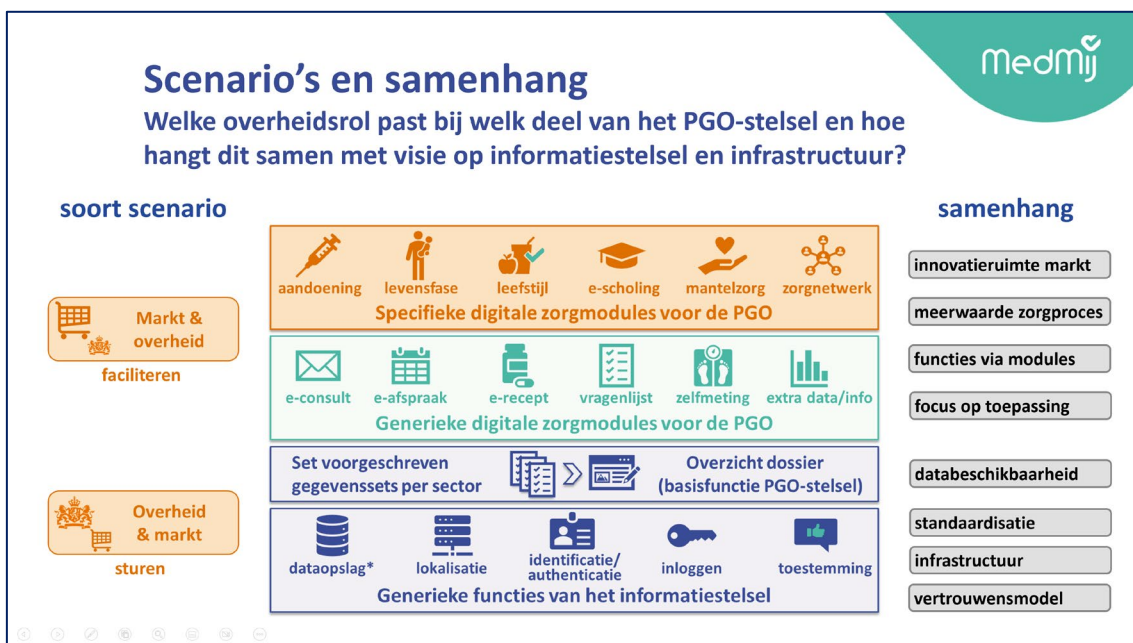 MedMij
Scenario's en samenhang
Welke overheidsrol past bij welk deel van het PGO-stelsel en hoe
hangt dit samen met visie op informatiestelsel en infrastructuur?
soort scenario
samenhang
aandoening levensfase leefstijl e-scholing mantelzorg zorgnetwerk
Specifieke digitale zorgmodules voor de PGO
Markt &
overheid
faciliteren
e-consult e-afspraak e-recept vragenlijst zelfmeting extra data/info
Generieke digitale zorgmodules voor de PGO
Set voorgeschreven
gegevenssets per sector
Overzicht dossier
(basisfunctie PGO-stelsel)
Overheid
& markt
sturen
dataopslag* lokalisatie identificatie/
authenticatie inloggen toestemming
Generieke functies van het informatiestelsel
innovatieruimte markt
meerwaarde zorgproces
functies via modules
focus op toepassing
databeschikbaarheid
standaardisatie
infrastructuur
vertrouwensmodel